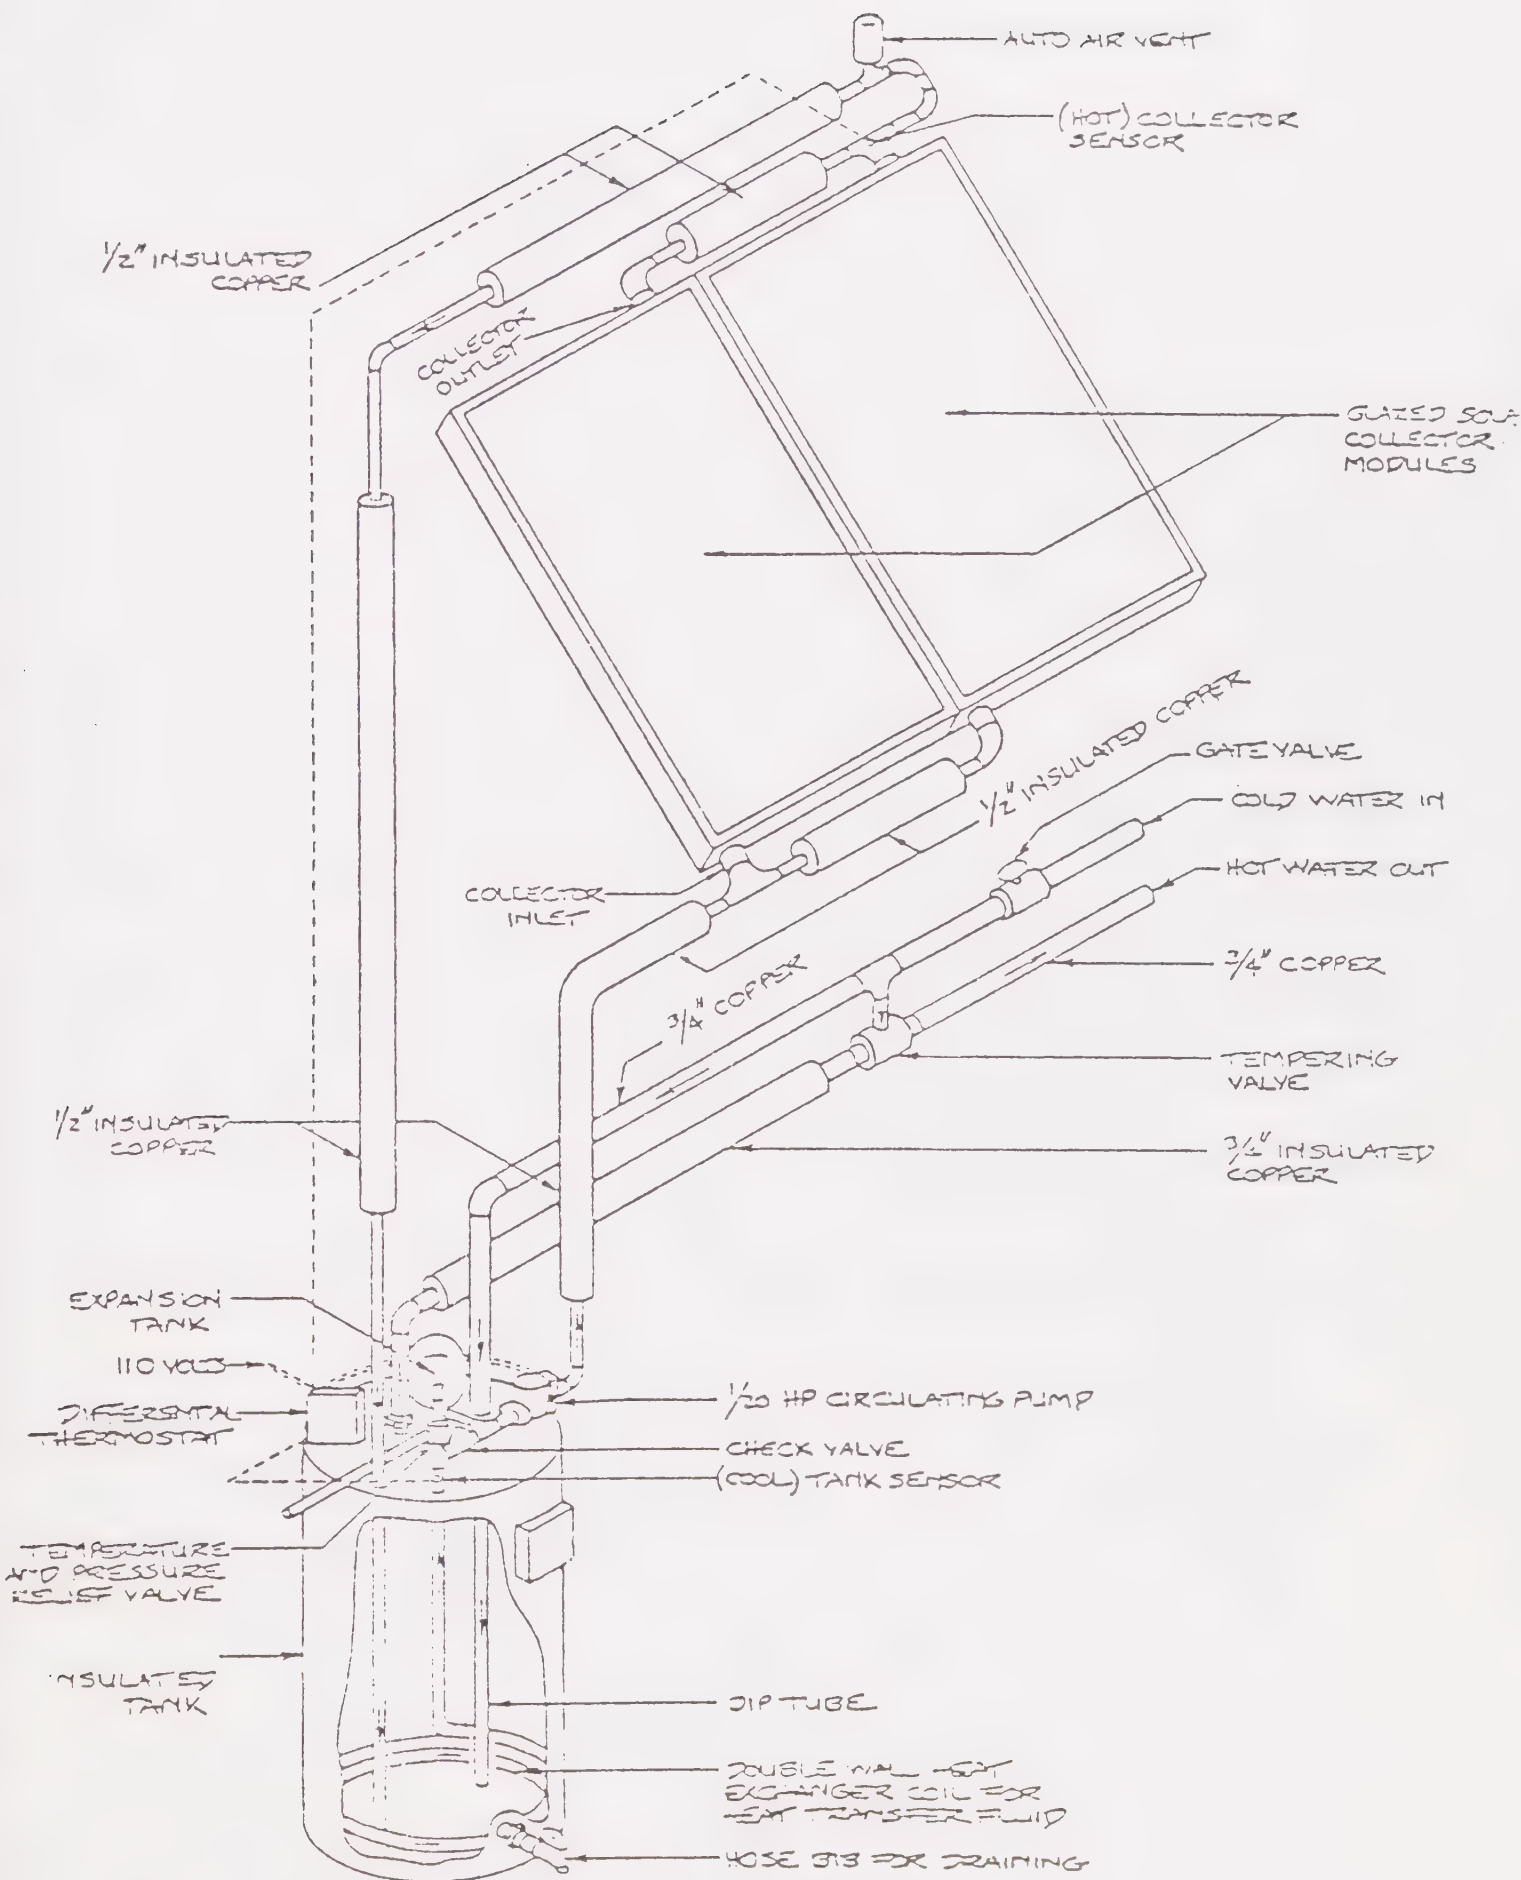 AUTO AIR VENT
(HOT) COLLECTOR
SENSOR
1/2" INSULATED
COPPER
COLLECTOR
OUTLET
GLAZED SOLA
COLLECTOR
MODULES
1/2" INSULATED COPPER
GATE VALVE
COLD WATER IN
HOT WATER OUT
COLLECTOR
INLET
3/4" COPPER
3/4" COPPER
TEMPERING
VALVE
1/2" INSULATED
COPPER
3/4" INSULATED
COPPER
EXPANSION
TANK
110 VOLTS
1/20 HP CIRCULATING PUMP
DIFFERENTAL
THERMOSTAT
CHECK VALVE
(COOL) TANK SENSOR
TEMPERATURE
AND PRESSURE
RELIEF VALVE
INSULATED
TANK
DIP TUBE
DOUBLE WALL HEAT
EXCHANGER COIL FOR
HEAT TRANSFER FLUID
HOSE BIB FOR DRAINING